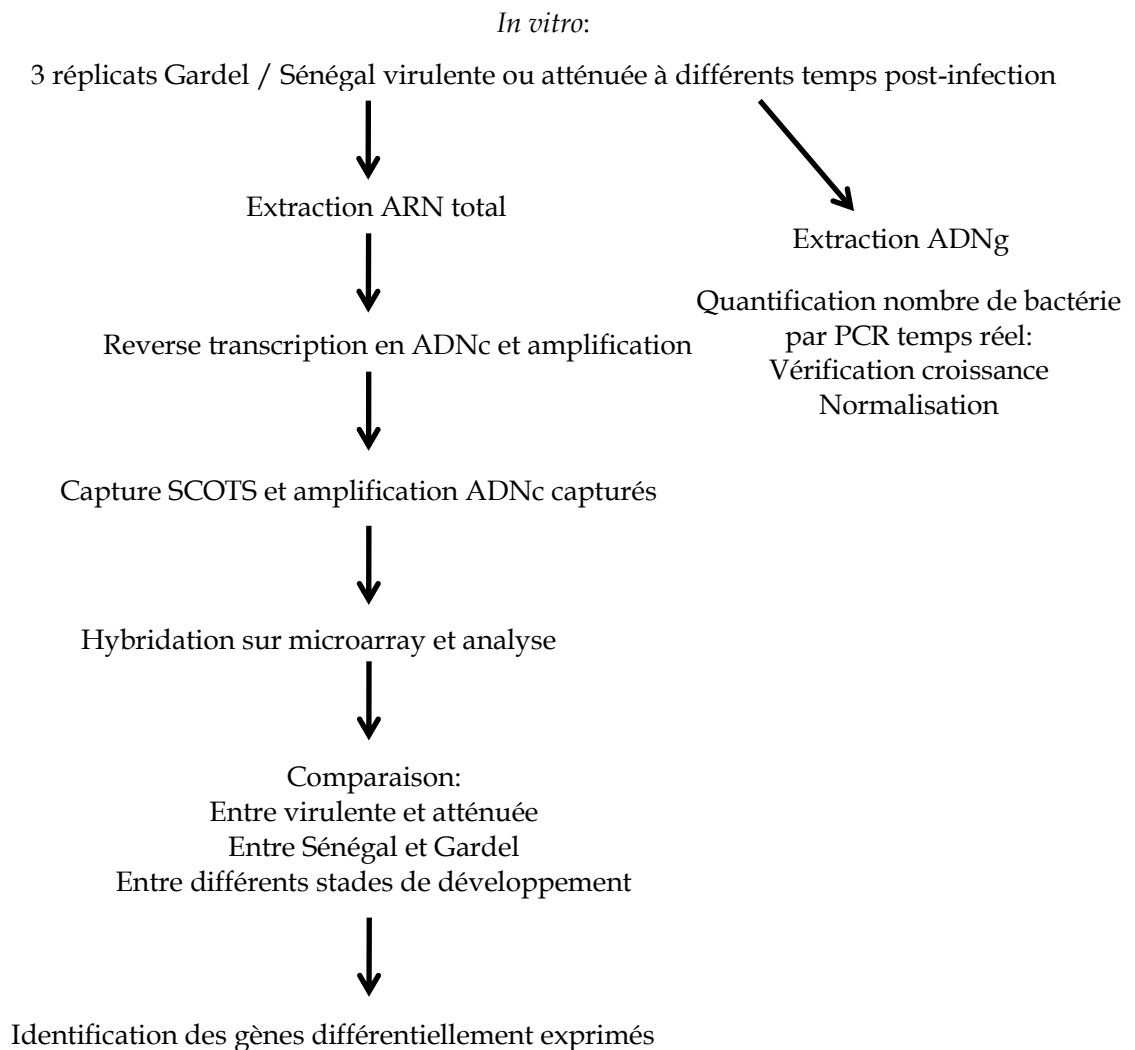 In vitro:
3 réplicats Gardel / Sénégal virulente ou atténuée à différents temps post-infection
Extraction ARN total
Extraction ADNg
Quantification nombre de bactérie
par PCR temps réel:
Vérification croissance
Normalisation
Reverse transcription en ADNc et amplification
Capture SCOTS et amplification ADNc capturés
Hybridation sur microarray et analyse
Comparaison:
Entre virulente et atténuée
Entre Sénégal et Gardel
Entre différents stades de développement
Identification des gènes différentiellement exprimés